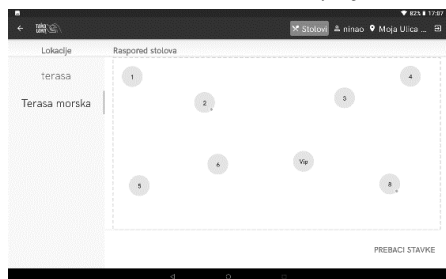 82% 17:07
Stolovi ninao Moja Ulica ...
Lokacije
Raspored stolova
terasa
Terasa morska
1
4
2
3
6
Vip
5
8
PREBACI STAVKE